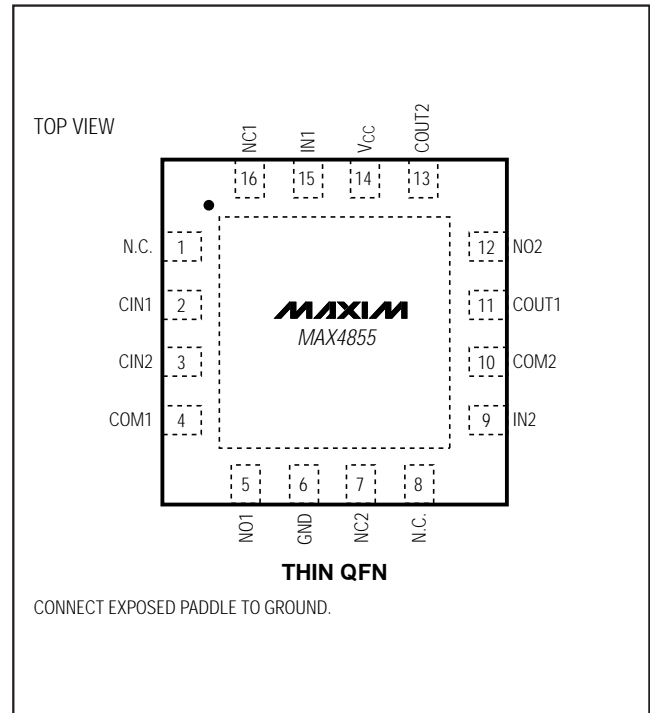 TOP VIEW
NC1
IN1
VCC
COUT2
16 15 14 13
N.C. 1
CIN1 2
CIN2 3
COM1 4
MAXIM
MAX4855
12 NO2
11 COUT1
10 COM2
9 IN2
5 6 7 8
NO1
GND
NC2
N.C.
THIN QFN
CONNECT EXPOSED PADDLE TO GROUND.